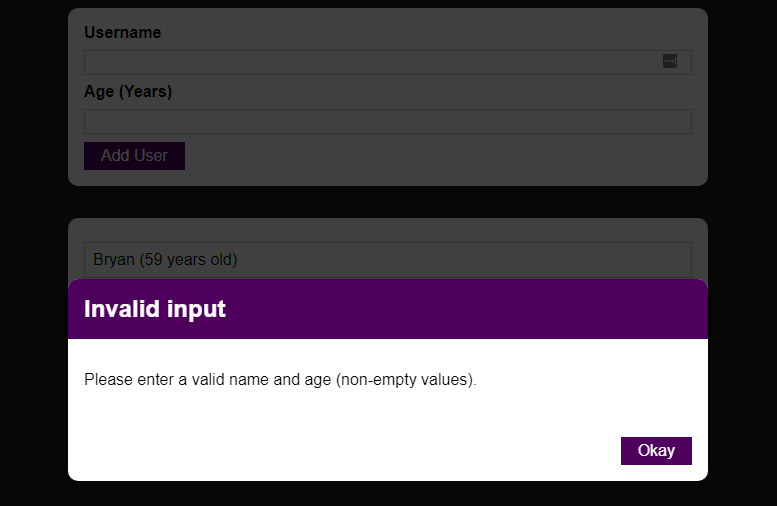 Username
Age (Years)
Add User
Bryan (59 years old)
Invalid input
Please enter a valid name and age (non-empty values).
Okay